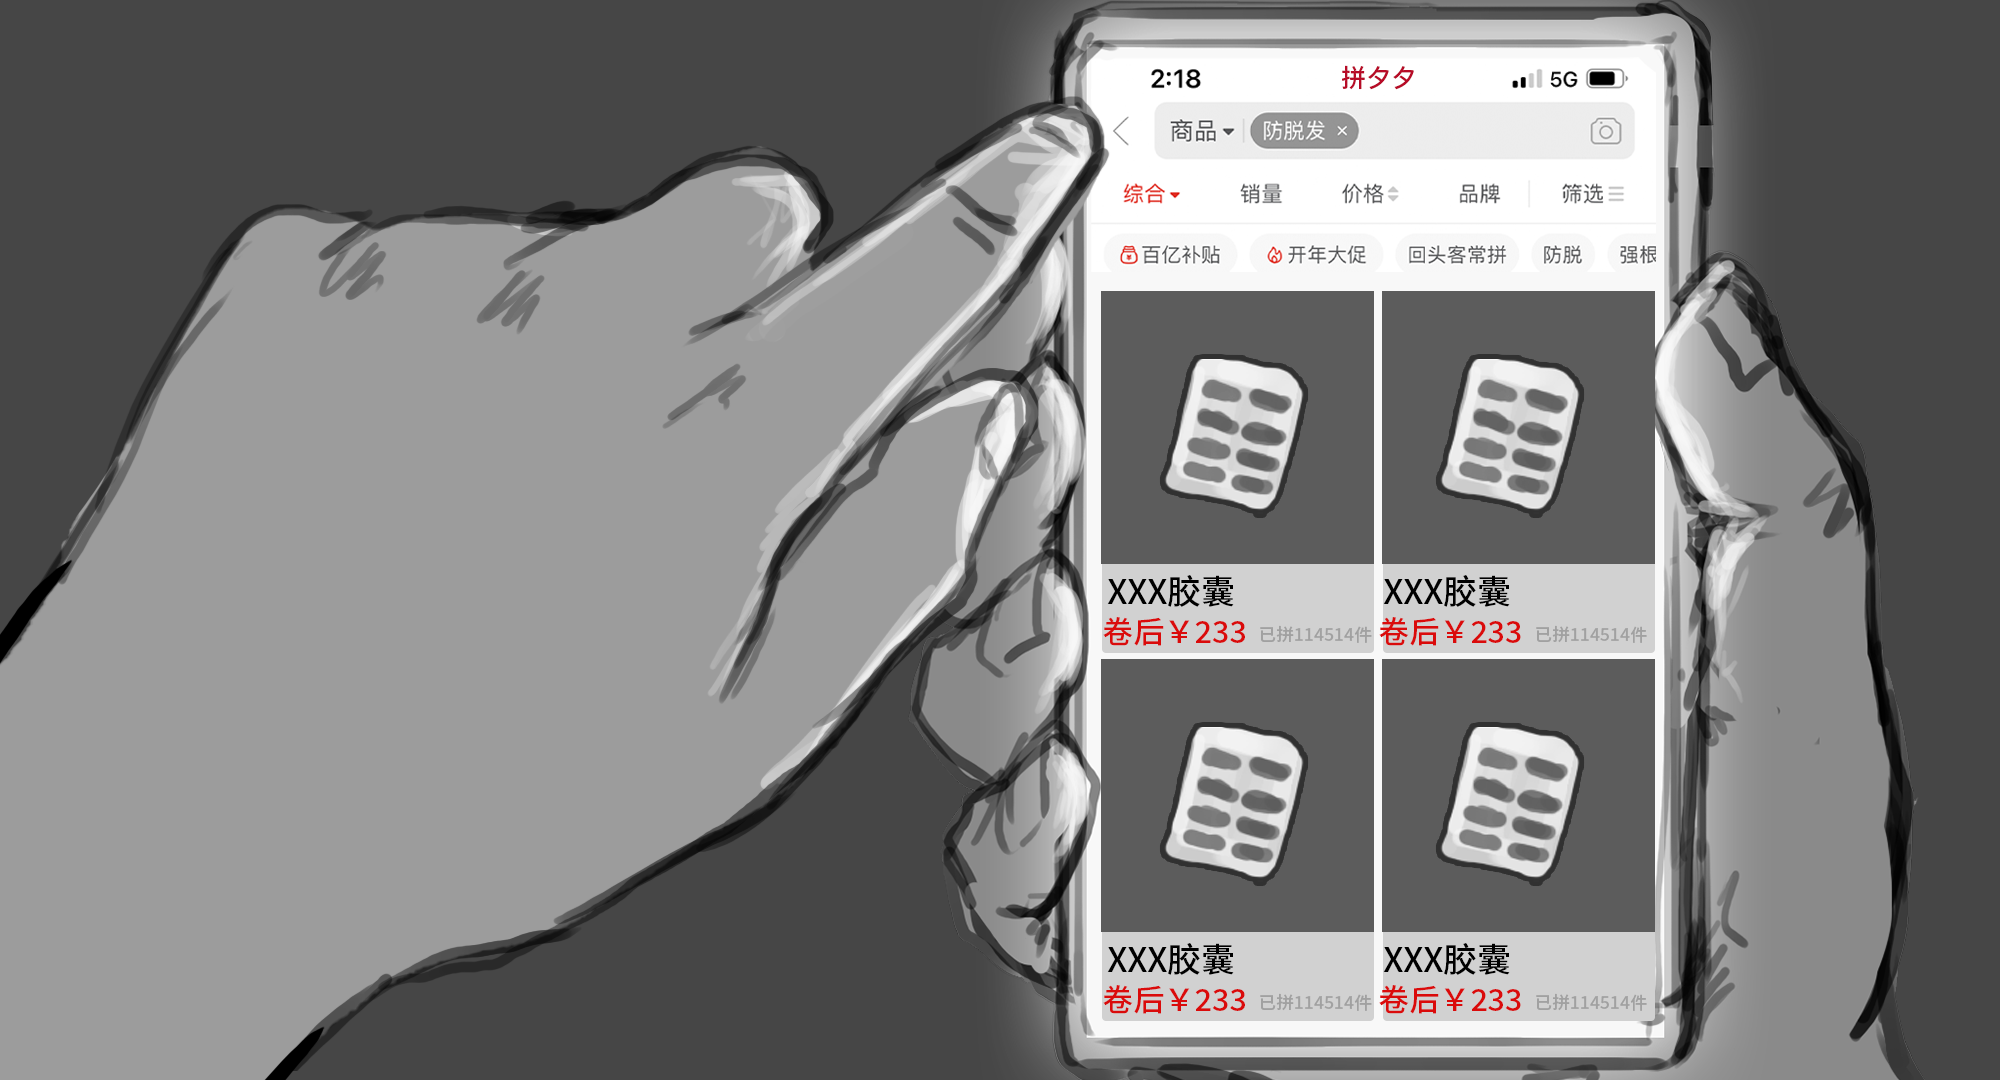 2:18 拼夕夕 5G
商品 防脱发 ×
综合 销量 价格 品牌 筛选
百亿补贴 开年大促 回头客常拼 防脱 强根
XXX胶囊 XXX胶囊
卷后￥233 已拼114514件 卷后￥233 已拼114514件
XXX胶囊 XXX胶囊
卷后￥233 已拼114514件 卷后￥233 已拼114514件